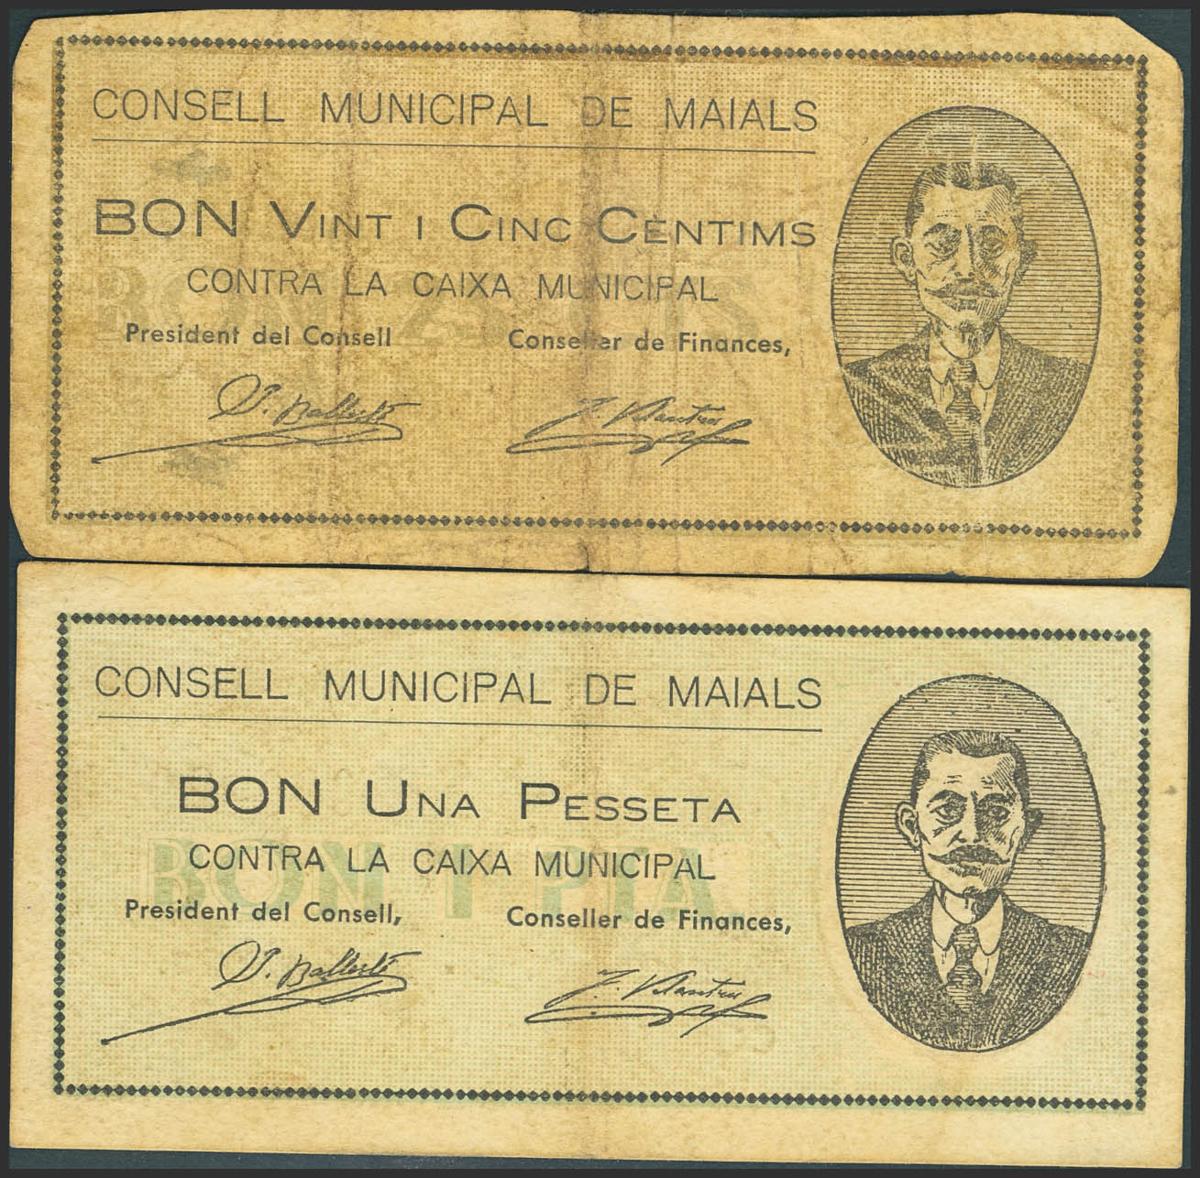 CONSELL MUNICIPAL DE MAIALS
BON VINT I CINC CÈNTIMS
CONTRA LA CAIXA MUNICIPAL
President del Consell
Conseller de Finances,
CONSELL MUNICIPAL DE MAIALS
BON UNA PESSETA
BON 1 PTA
CONTRA LA CAIXA MUNICIPAL
President del Consell,
Conseller de Finances,